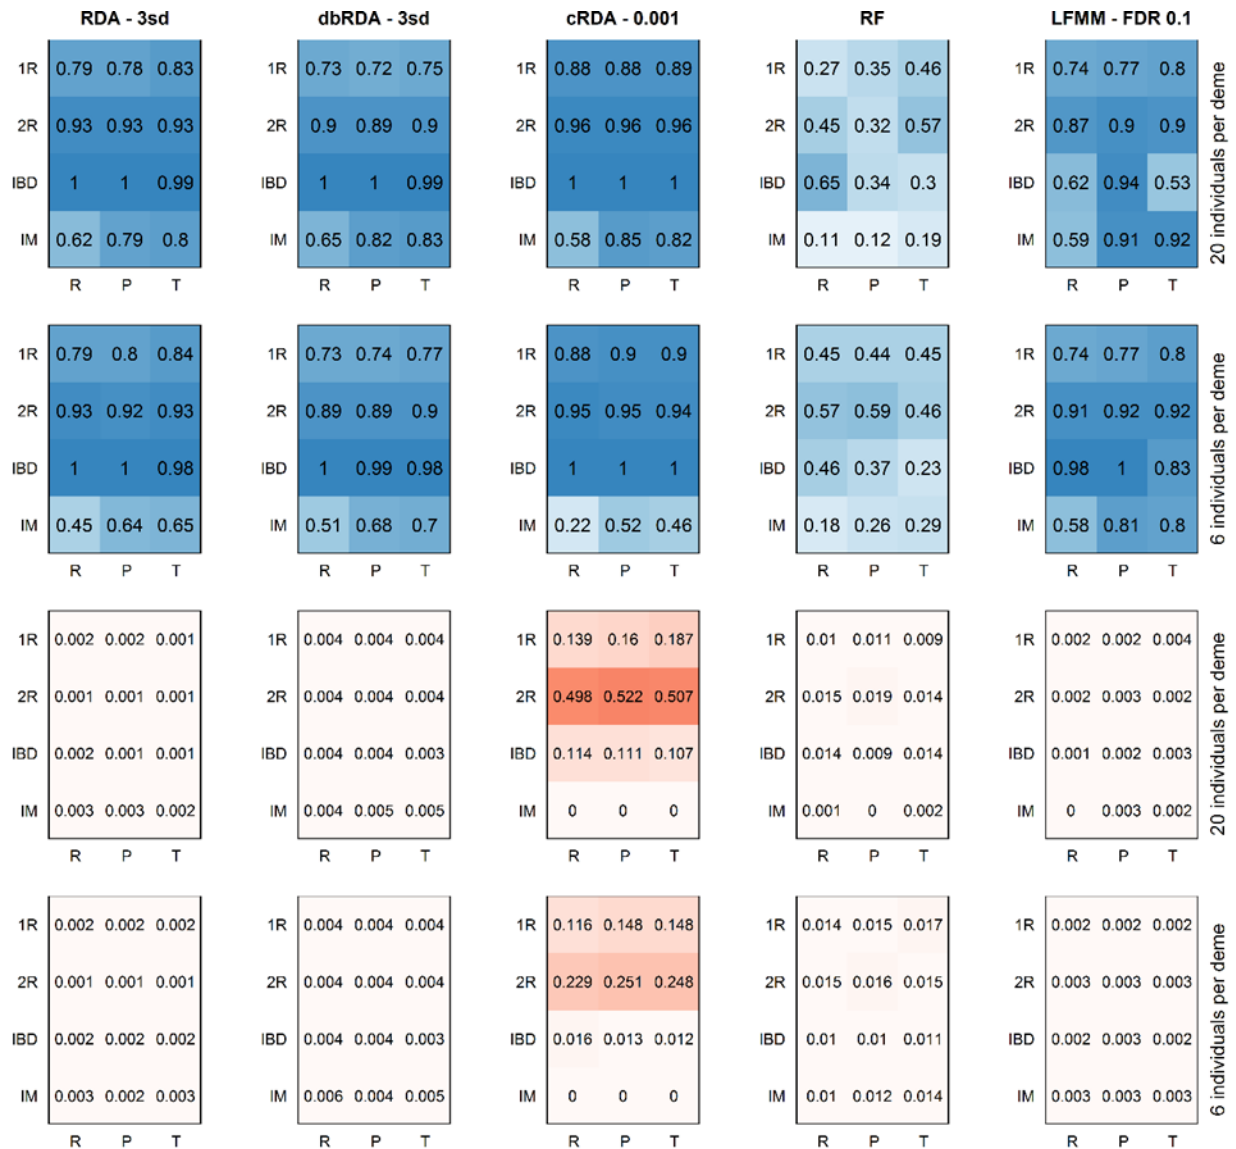 RDA - 3sd dbRDA - 3sd cRDA - 0.001 RF LFMM - FDR 0.1
1R 0.79 0.78 0.83 1R 0.73 0.72 0.75 1R 0.88 0.88 0.89 1R 0.27 0.35 0.46 1R 0.74 0.77 0.8
2R 0.93 0.93 0.93 2R 0.9 0.89 0.9 2R 0.96 0.96 0.96 2R 0.45 0.32 0.57 2R 0.87 0.9 0.9
IBD 1 1 0.99 IBD 1 1 0.99 IBD 1 1 1 IBD 0.65 0.34 0.3 IBD 0.62 0.94 0.53
IM 0.62 0.79 0.8 IM 0.65 0.82 0.83 IM 0.58 0.85 0.82 IM 0.11 0.12 0.19 IM 0.59 0.91 0.92
R P T R P T R P T R P T R P T
20 individuals per deme
1R 0.79 0.8 0.84 1R 0.73 0.74 0.77 1R 0.88 0.9 0.9 1R 0.45 0.44 0.45 1R 0.74 0.77 0.8
2R 0.93 0.92 0.93 2R 0.89 0.89 0.9 2R 0.95 0.95 0.94 2R 0.57 0.59 0.46 2R 0.91 0.92 0.92
IBD 1 1 0.98 IBD 1 0.99 0.98 IBD 1 1 1 IBD 0.46 0.37 0.23 IBD 0.98 1 0.83
IM 0.45 0.64 0.65 IM 0.51 0.68 0.7 IM 0.22 0.52 0.46 IM 0.18 0.26 0.29 IM 0.58 0.81 0.8
R P T R P T R P T R P T R P T
6 individuals per deme
1R 0.002 0.002 0.001 1R 0.004 0.004 0.004 1R 0.139 0.16 0.187 1R 0.01 0.011 0.009 1R 0.002 0.002 0.004
2R 0.001 0.001 0.001 2R 0.004 0.004 0.004 2R 0.498 0.522 0.507 2R 0.015 0.019 0.014 2R 0.002 0.003 0.002
IBD 0.002 0.001 0.001 IBD 0.004 0.004 0.003 IBD 0.114 0.111 0.107 IBD 0.014 0.009 0.014 IBD 0.001 0.002 0.003
IM 0.003 0.003 0.002 IM 0.004 0.005 0.005 IM 0 0 0 IM 0.001 0 0.002 IM 0 0.003 0.002
R P T R P T R P T R P T R P T
20 individuals per deme
1R 0.002 0.002 0.002 1R 0.004 0.004 0.004 1R 0.116 0.148 0.148 1R 0.014 0.015 0.017 1R 0.002 0.002 0.002
2R 0.001 0.001 0.001 2R 0.004 0.004 0.004 2R 0.229 0.251 0.248 2R 0.015 0.016 0.015 2R 0.003 0.003 0.003
IBD 0.002 0.002 0.002 IBD 0.004 0.004 0.003 IBD 0.016 0.013 0.012 IBD 0.01 0.01 0.011 IBD 0.002 0.003 0.002
IM 0.003 0.002 0.003 IM 0.006 0.004 0.005 IM 0 0 0 IM 0.01 0.012 0.014 IM 0.003 0.003 0.003
R P T R P T R P T R P T R P T
6 individuals per deme